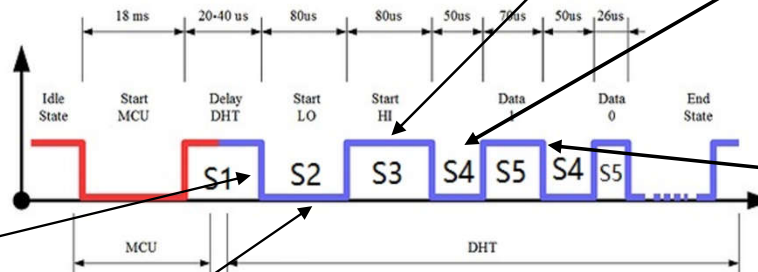 18 ms 20-40 us 80us 80us 50us 70us 50us 26us
Idle Start Delay Start Start Data Data End
State MCU DHT LO HI 1 0 State
S1 S2 S3 S4 S5 S4 S5
MCU DHT